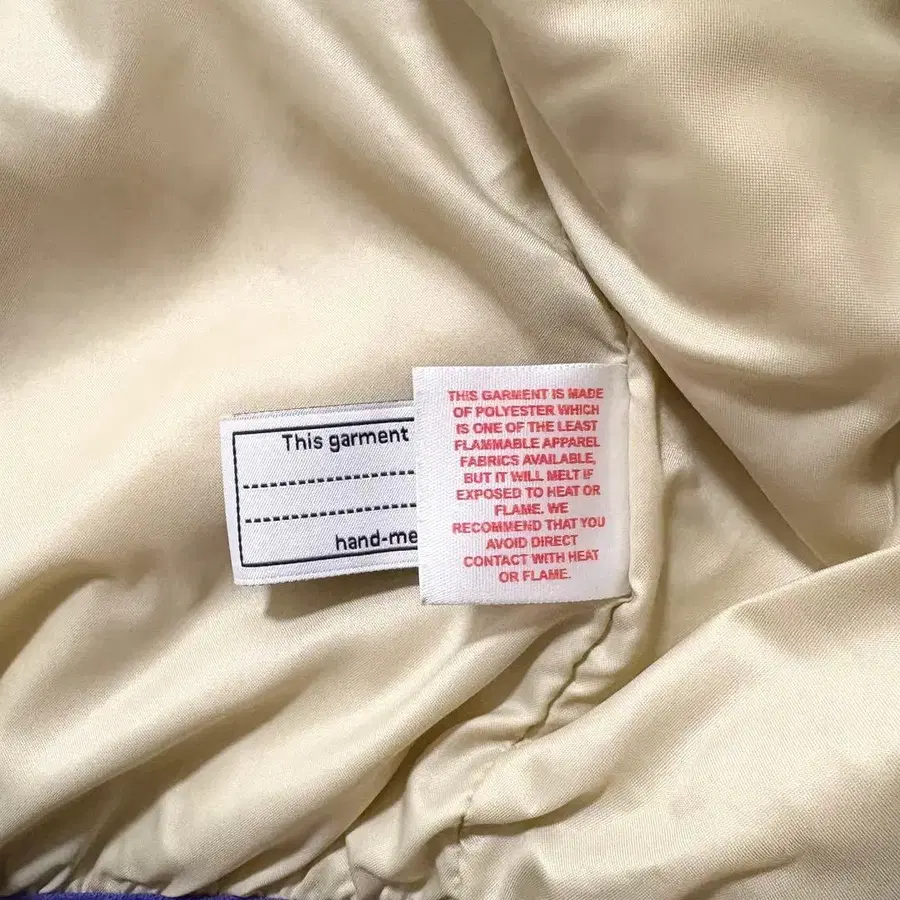 This garment
hand-me
THIS GARMENT IS MADE
OF POLYESTER WHICH
IS ONE OF THE LEAST
FLAMMABLE APPAREL
FABRICS AVAILABLE,
BUT IT WILL MELT IF
EXPOSED TO HEAT OR
FLAME. WE
RECOMMEND THAT YOU
AVOID DIRECT
CONTACT WITH HEAT
OR FLAME.